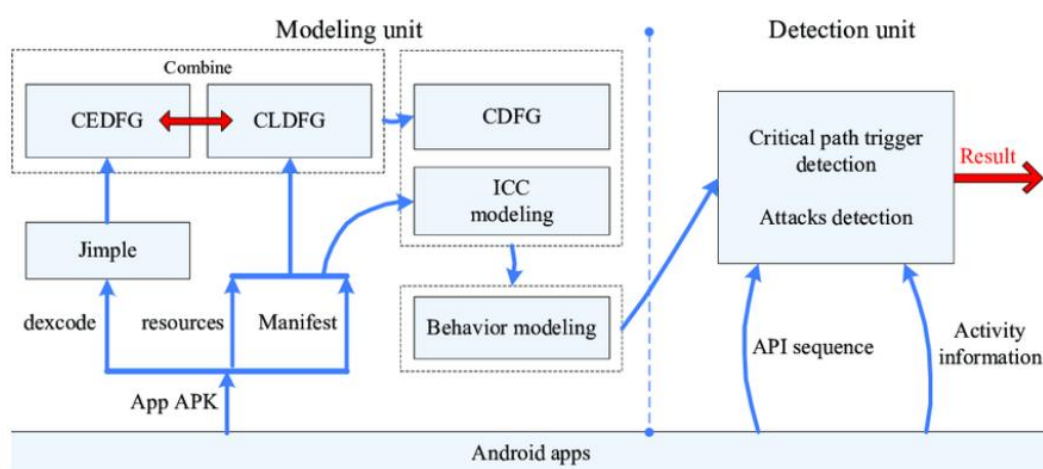 Modeling unit
Detection unit
Combine
CEDFG
CLDFG
CDFG
Critical path trigger
detection
Attacks detection
Result
ICC
modeling
Jimple
dexcode
resources
Manifest
Behavior modeling
API sequence
Activity
information
App APK
Android apps